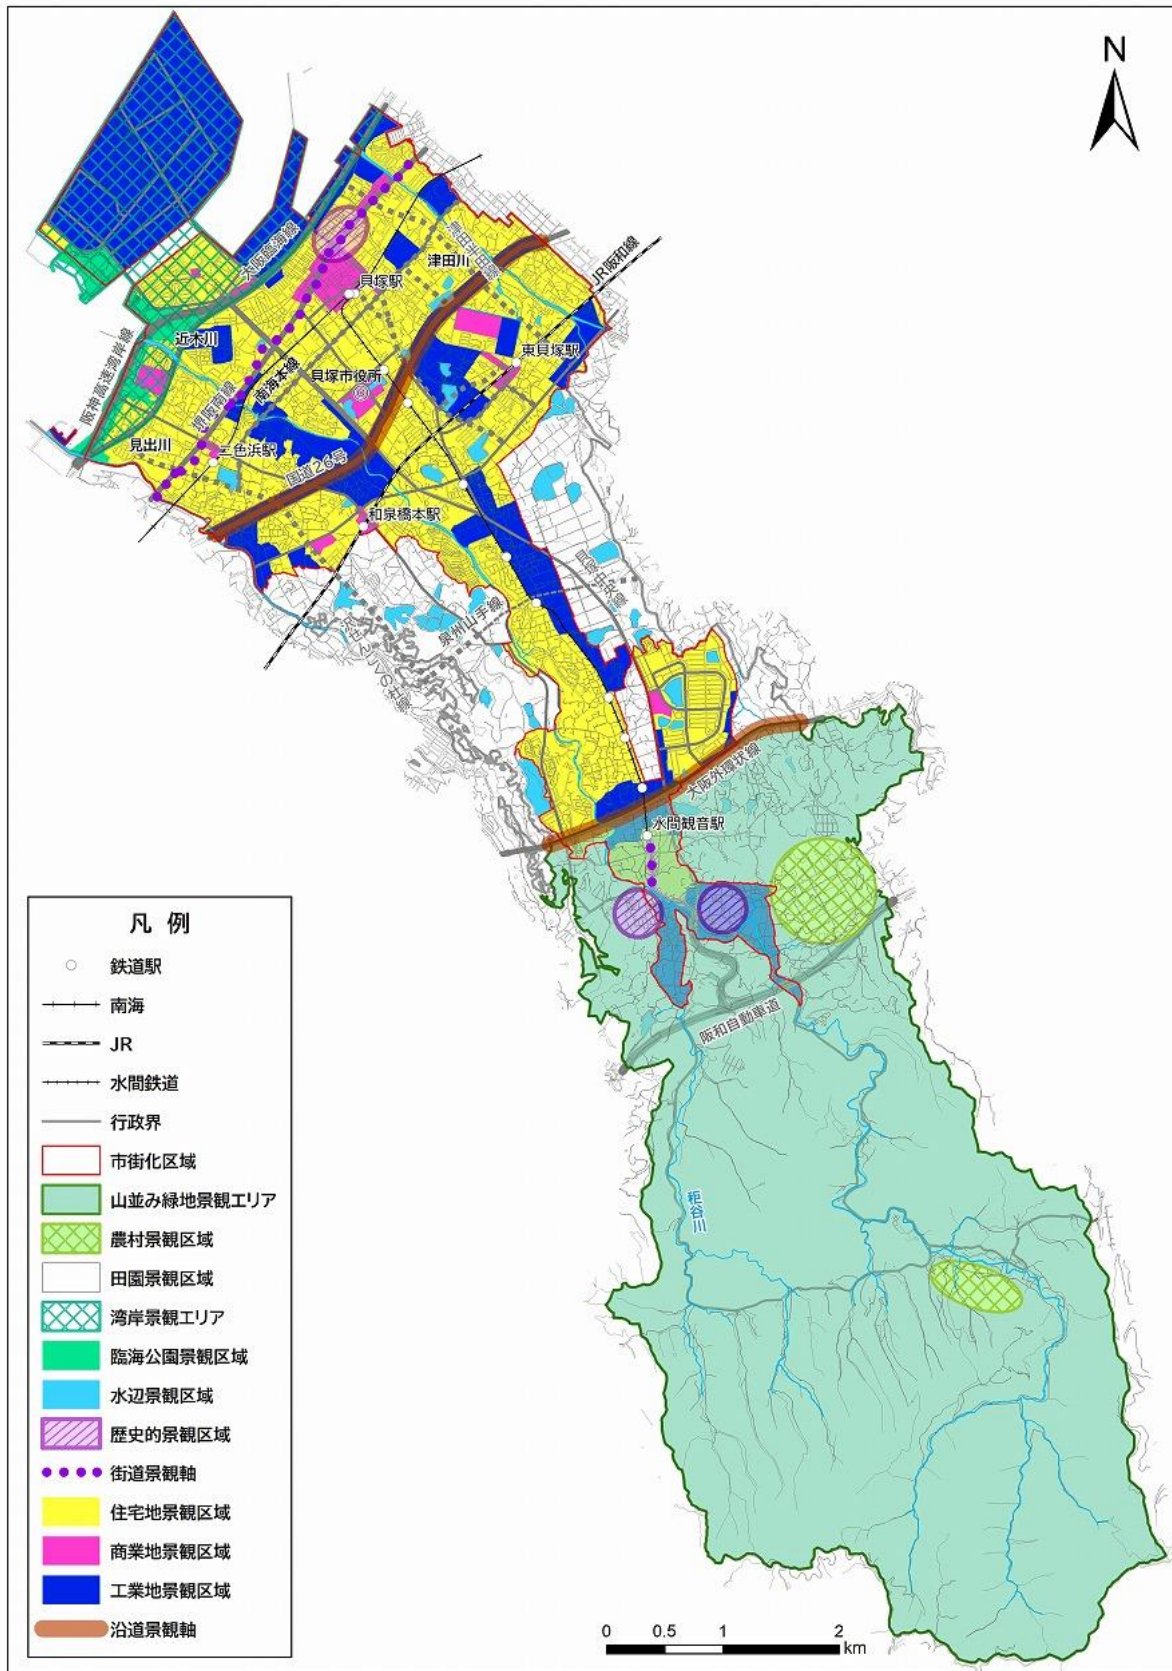 N
大阪臨海線
津田川
JR阪和線
貝塚駅
近木川
東貝塚駅
阪神高速湾岸線
堺阪南線
南海本線
貝塚市役所
見出川
二色浜駅
国道26号
和泉橋本駅
貝塚中央線
泉州山手線
大阪外環状線
水間観音駅
阪和自動車道
秬谷川
凡 例
鉄道駅
南海
JR
水間鉄道
行政界
市街化区域
山並み緑地景観エリア
農村景観区域
田園景観区域
湾岸景観エリア
臨海公園景観区域
水辺景観区域
歴史的景観区域
街道景観軸
住宅地景観区域
商業地景観区域
工業地景観区域
沿道景観軸
0 0.5 1 2
km